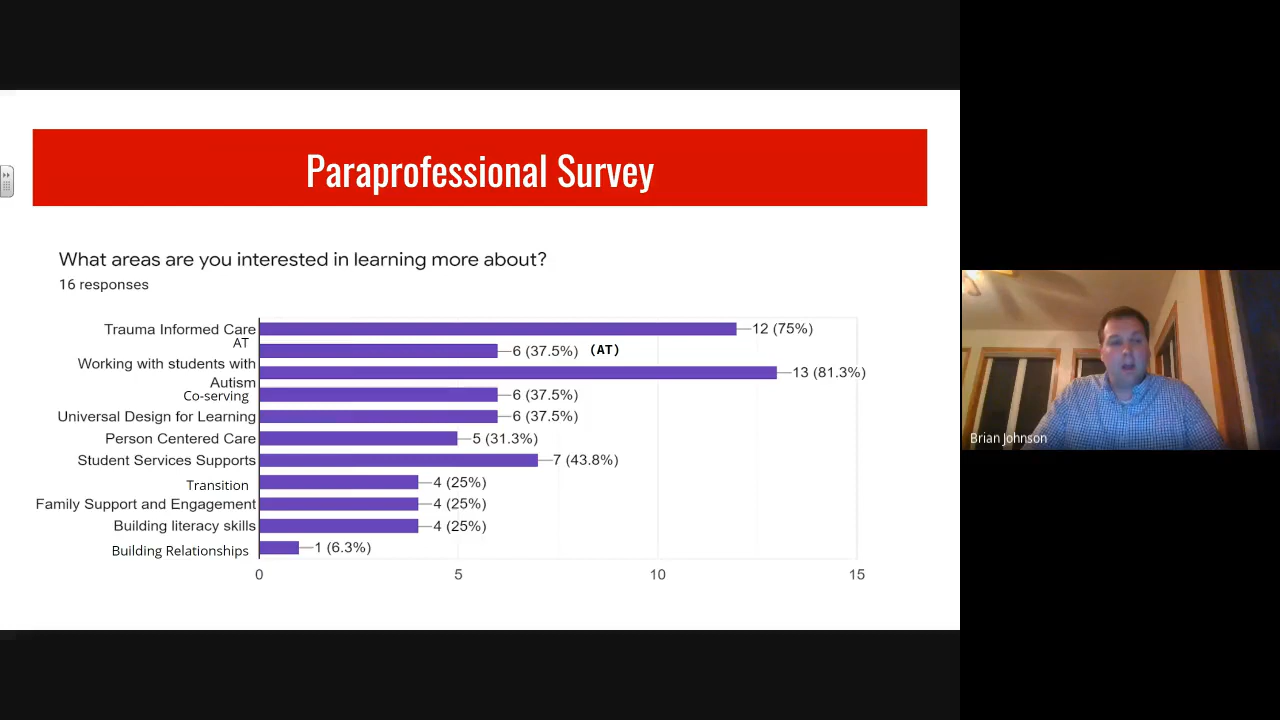 Paraprofessional Survey
What areas are you interested in learning more about?
16 responses
Trauma Informed Care 12 (75%)
AT 6 (37.5%) (AT)
Working with students with
Autism 13 (81.3%)
Co-serving 6 (37.5%)
Universal Design for Learning 6 (37.5%)
Person Centered Care 5 (31.3%)
Student Services Supports 7 (43.8%)
Transition 4 (25%)
Family Support and Engagement 4 (25%)
Building literacy skills 4 (25%)
Building Relationships 1 (6.3%)
0 5 10 15
Brian Johnson